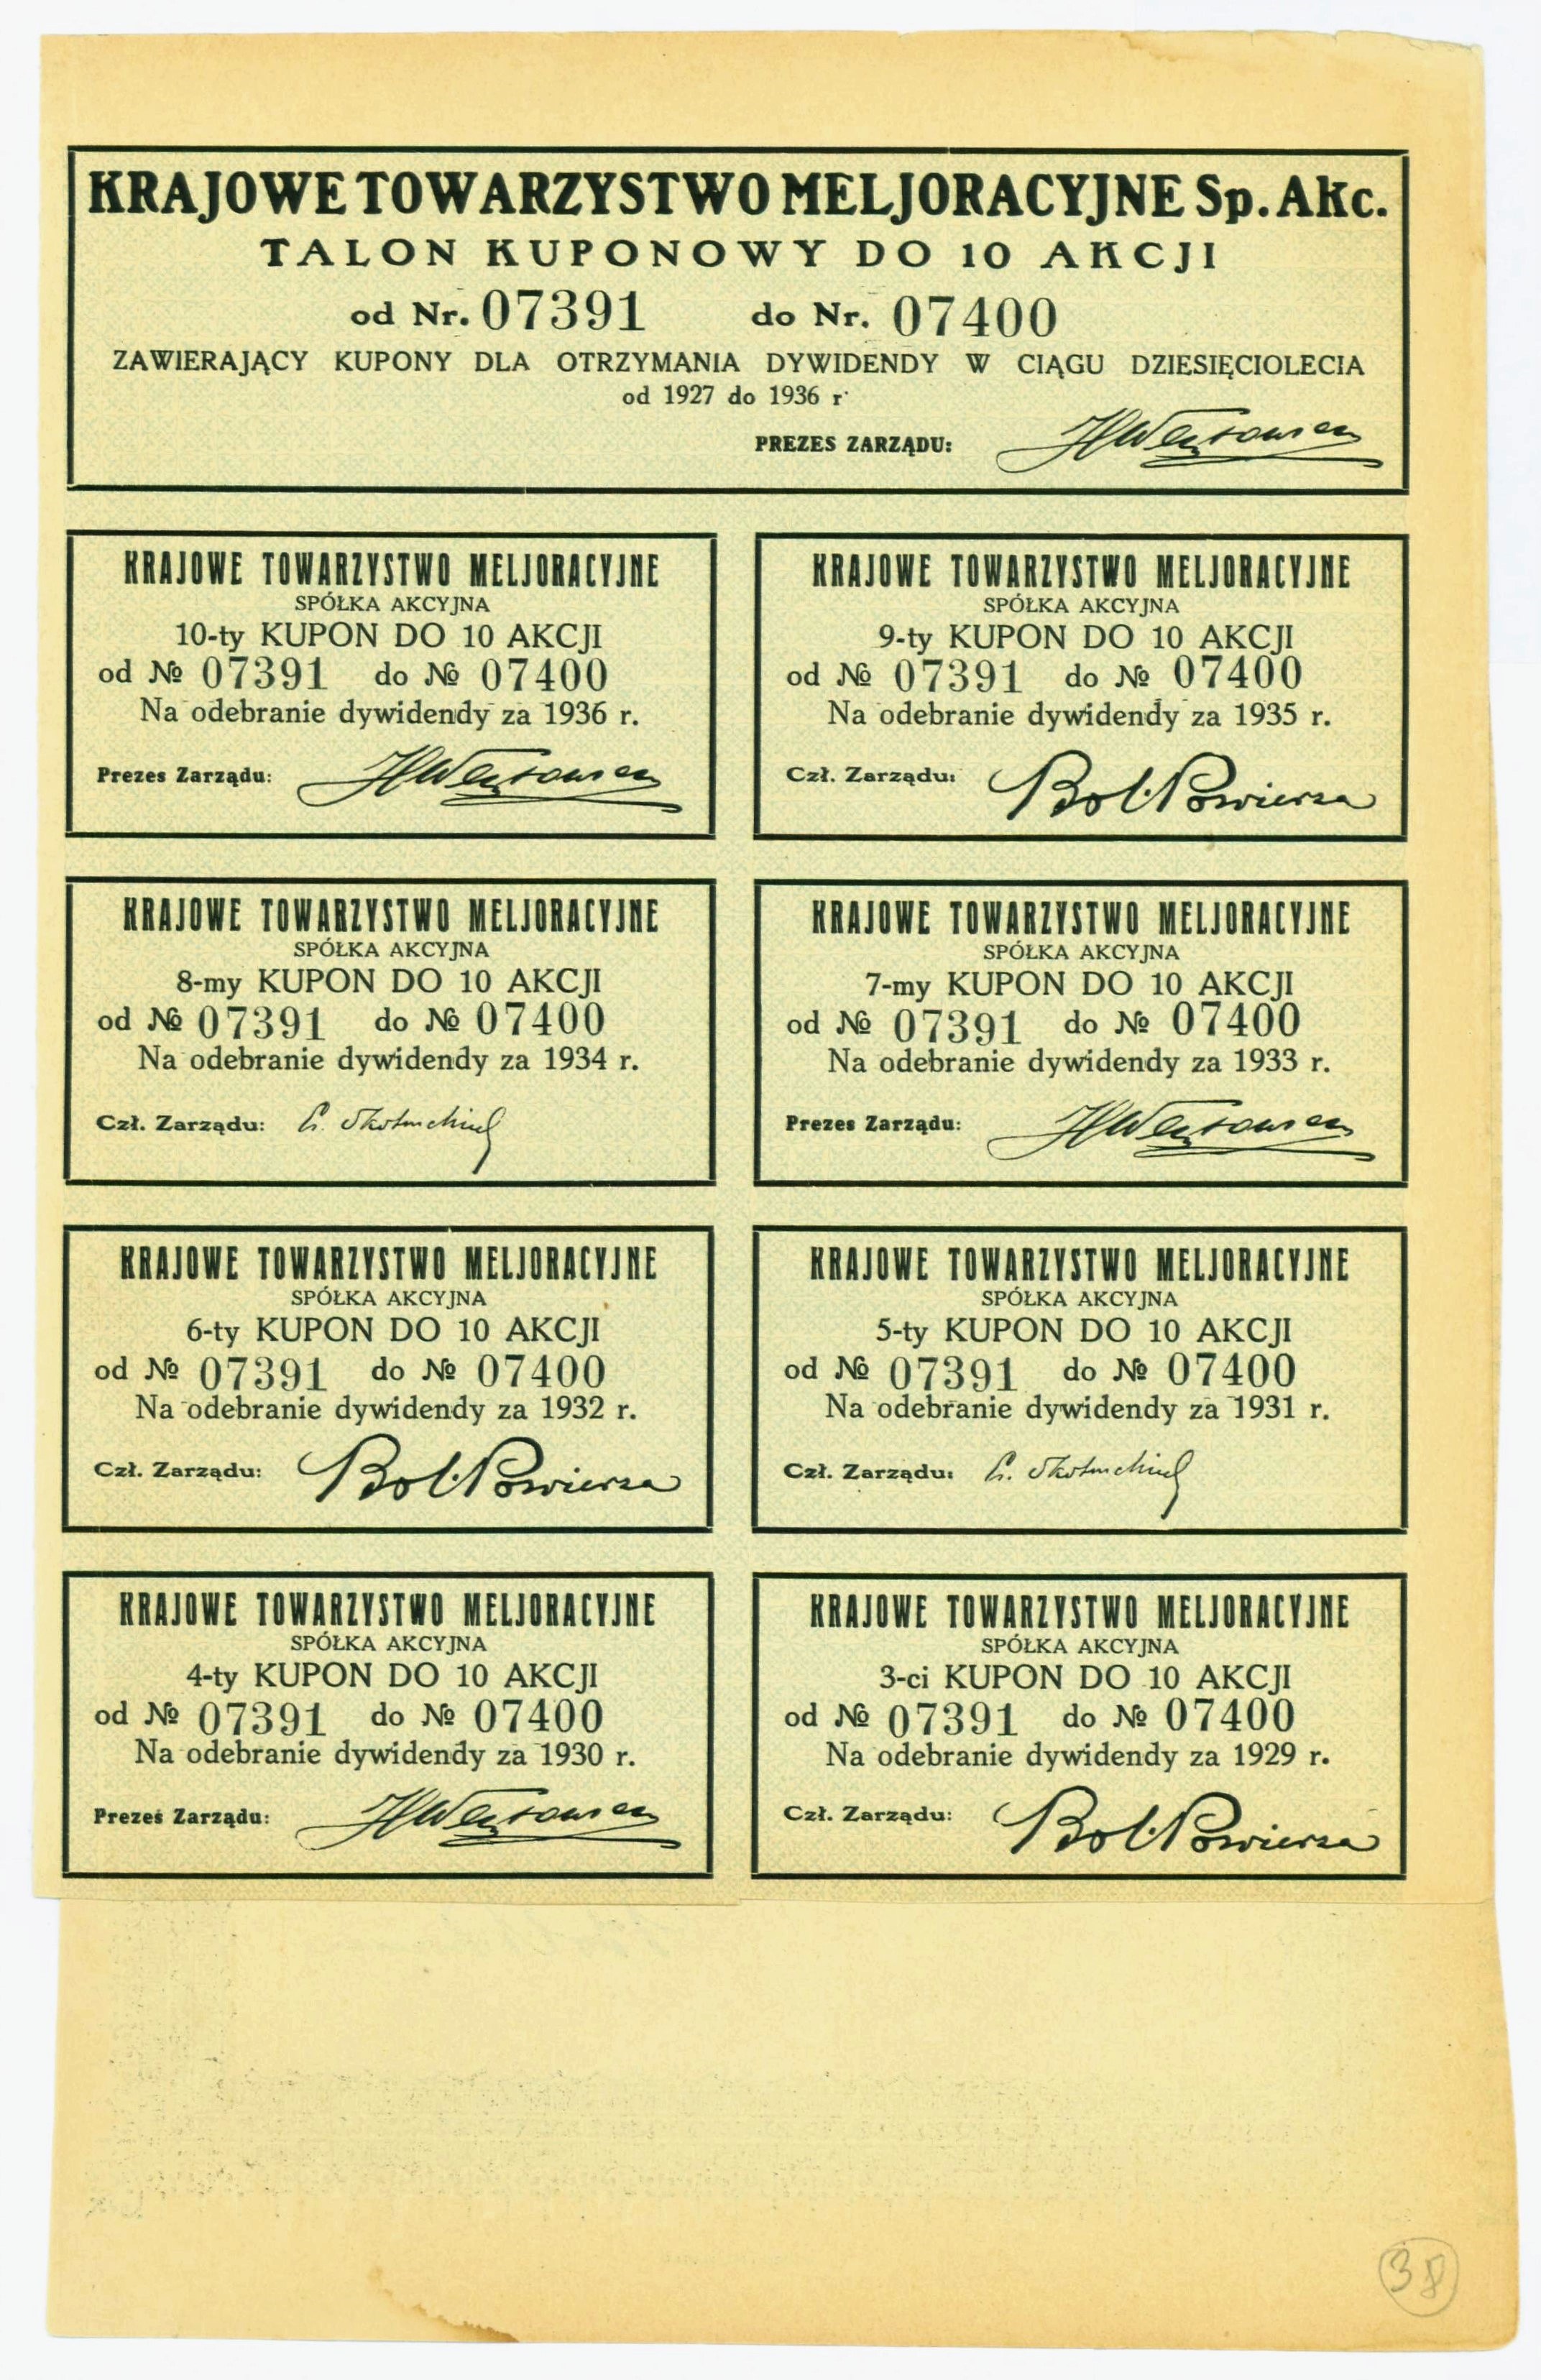 KRAJOWE TOWARZYSTWO MELJORACYJNE Sp. AKc.
TALON KUPONOWY DO 10 AKCJI
od Nr. 07391 do Nr. 07400
ZAWIERAJĄCY KUPONY DLA OTRZYMANIA DYWIDENDY W CIĄGU DZIESIĘCIOLECIA
od 1927 do 1936 r
PREZES ZARZĄDU:
KRAJOWE TOWARZYSTWO MELJORACYJNE
SPÓŁKA AKCYJNA
10-ty KUPON DO 10 AKCJI
od № 07391 do № 07400
Na odebranie dywidendy za 1936 r.
Prezes Zarządu:
KRAJOWE TOWARZYSTWO MELJORACYJNE
SPÓŁKA AKCYJNA
9-ty KUPON DO 10 AKCJI
od № 07391 do № 07400
Na odebranie dywidendy za 1935 r.
Czł. Zarządu: Bol. Powierza
KRAJOWE TOWARZYSTWO MELJORACYJNE
SPÓŁKA AKCYJNA
8-my KUPON DO 10 AKCJI
od № 07391 do № 07400
Na odebranie dywidendy za 1934 r.
Czł. Zarządu:
KRAJOWE TOWARZYSTWO MELJORACYJNE
SPÓŁKA AKCYJNA
7-my KUPON DO 10 AKCJI
od № 07391 do № 07400
Na odebranie dywidendy za 1933 r.
Prezes Zarządu:
KRAJOWE TOWARZYSTWO MELJORACYJNE
SPÓŁKA AKCYJNA
6-ty KUPON DO 10 AKCJI
od № 07391 do № 07400
Na odebranie dywidendy za 1932 r.
Czł. Zarządu: Bol. Powierza
KRAJOWE TOWARZYSTWO MELJORACYJNE
SPÓŁKA AKCYJNA
5-ty KUPON DO 10 AKCJI
od № 07391 do № 07400
Na odebranie dywidendy za 1931 r.
Czł. Zarządu:
KRAJOWE TOWARZYSTWO MELJORACYJNE
SPÓŁKA AKCYJNA
4-ty KUPON DO 10 AKCJI
od № 07391 do № 07400
Na odebranie dywidendy za 1930 r.
Prezes Zarządu:
KRAJOWE TOWARZYSTWO MELJORACYJNE
SPÓŁKA AKCYJNA
3-ci KUPON DO 10 AKCJI
od № 07391 do № 07400
Na odebranie dywidendy za 1929 r.
Czł. Zarządu: Bol. Powierza
38